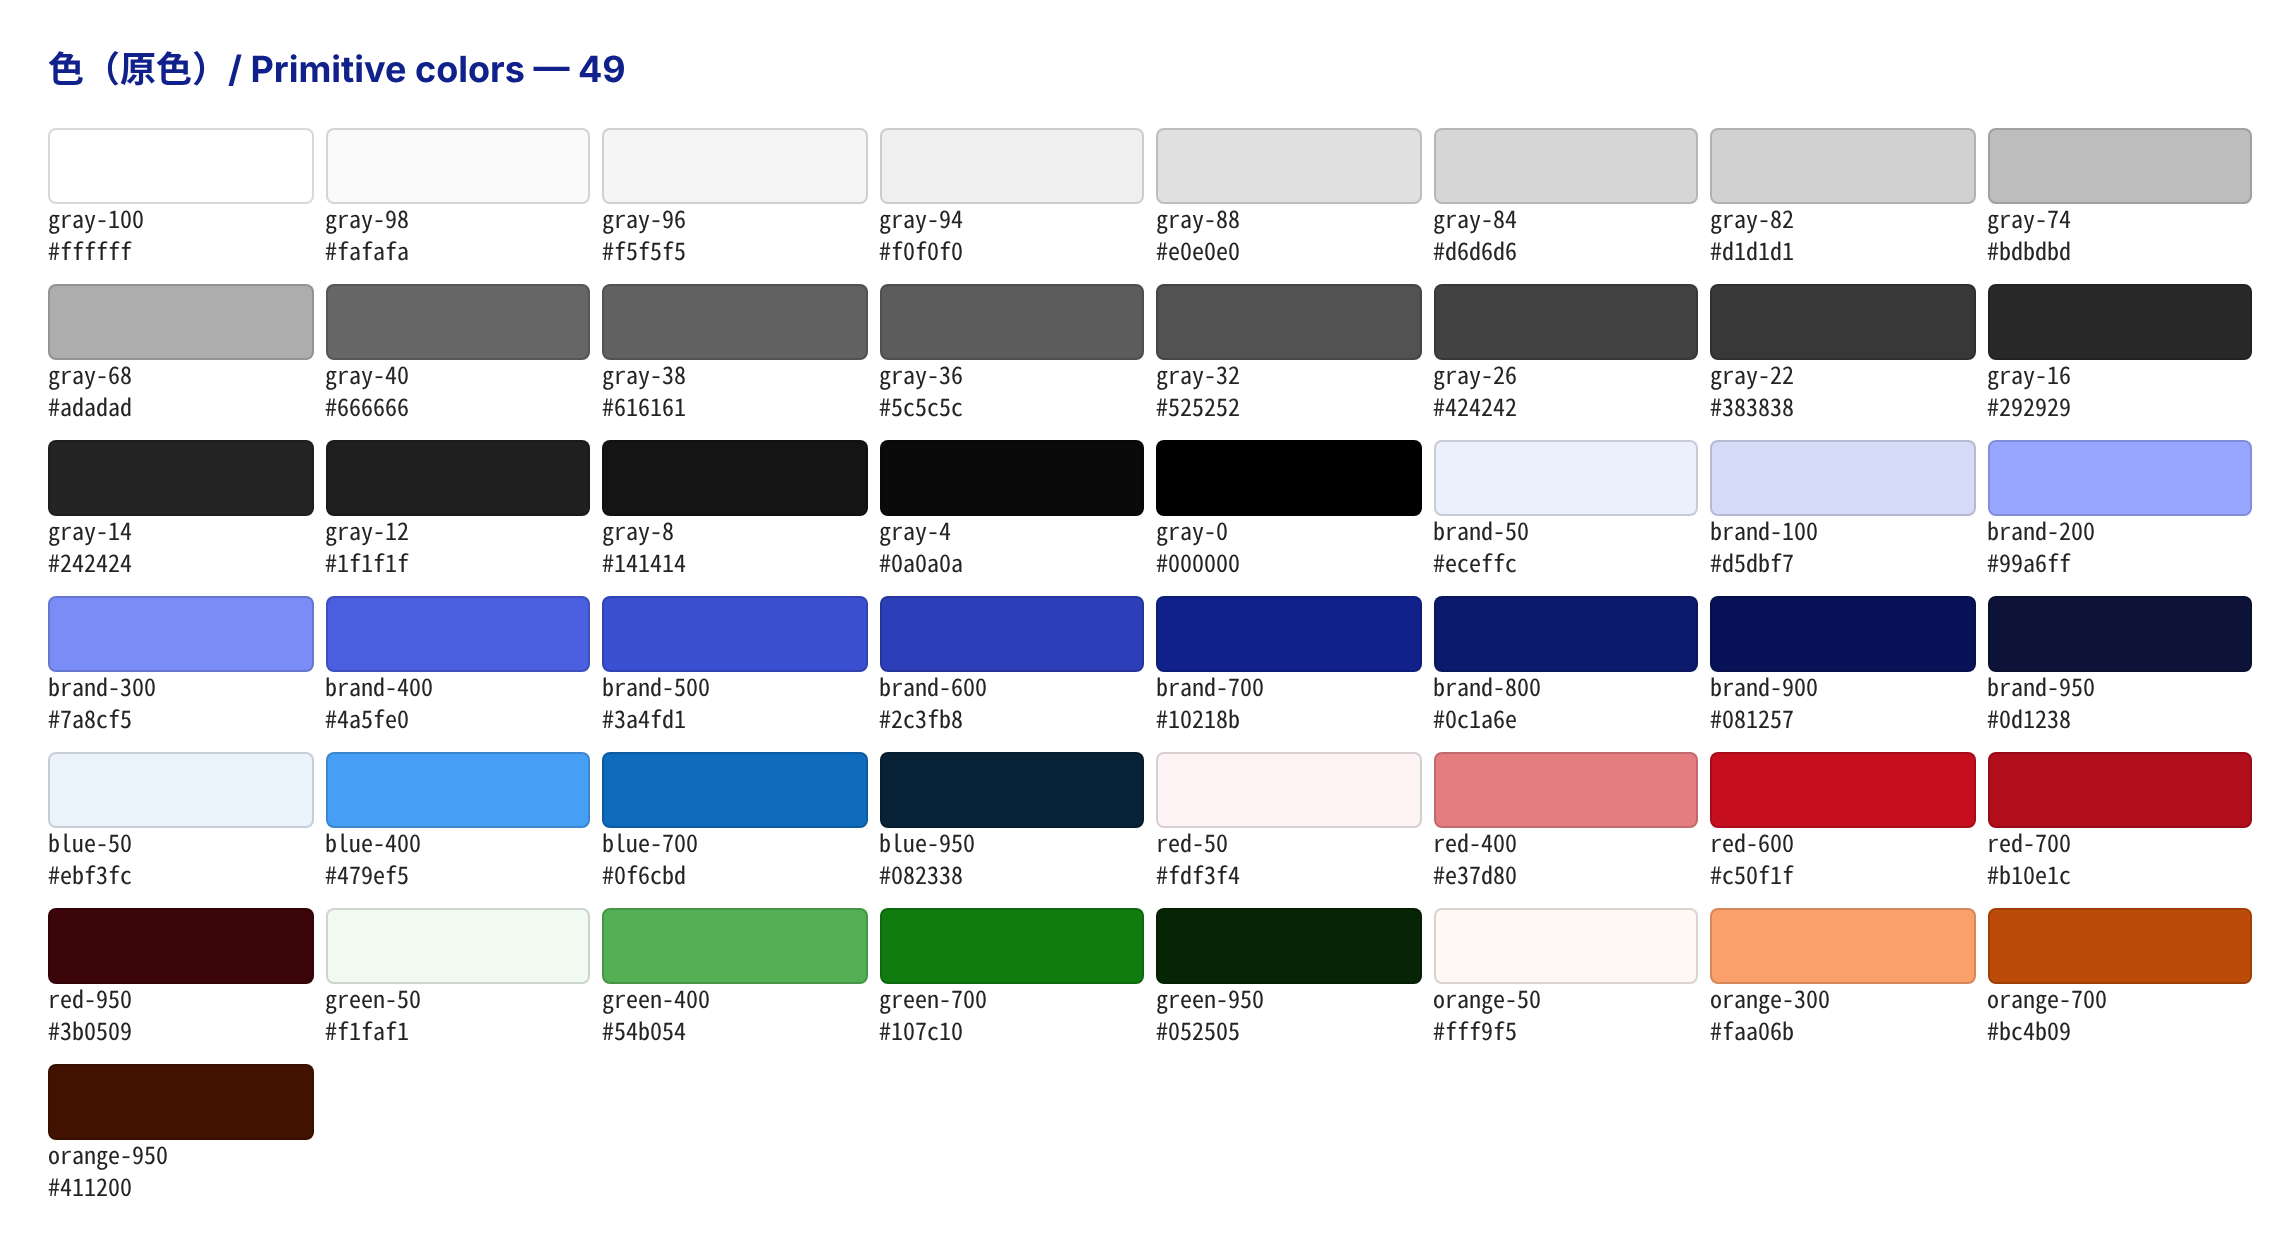 色（原色）/ Primitive colors — 49
gray-100 gray-98 gray-96 gray-94 gray-88 gray-84 gray-82 gray-74
#ffffff #fafafa #f5f5f5 #f0f0f0 #e0e0e0 #d6d6d6 #d1d1d1 #bdbdbd
gray-68 gray-40 gray-38 gray-36 gray-32 gray-26 gray-22 gray-16
#adadad #666666 #616161 #5c5c5c #525252 #424242 #383838 #292929
gray-14 gray-12 gray-8 gray-4 gray-0 brand-50 brand-100 brand-200
#242424 #1f1f1f #141414 #0a0a0a #000000 #eceffc #d5dbf7 #99a6ff
brand-300 brand-400 brand-500 brand-600 brand-700 brand-800 brand-900 brand-950
#7a8cf5 #4a5fe0 #3a4fd1 #2c3fb8 #10218b #0c1a6e #081257 #0d1238
blue-50 blue-400 blue-700 blue-950 red-50 red-400 red-600 red-700
#ebf3fc #479ef5 #0f6cbd #082338 #fdf3f4 #e37d80 #c50f1f #b10e1c
red-950 green-50 green-400 green-700 green-950 orange-50 orange-300 orange-700
#3b0509 #f1faf1 #54b054 #107c10 #052505 #fff9f5 #faa06b #bc4b09
orange-950
#411200